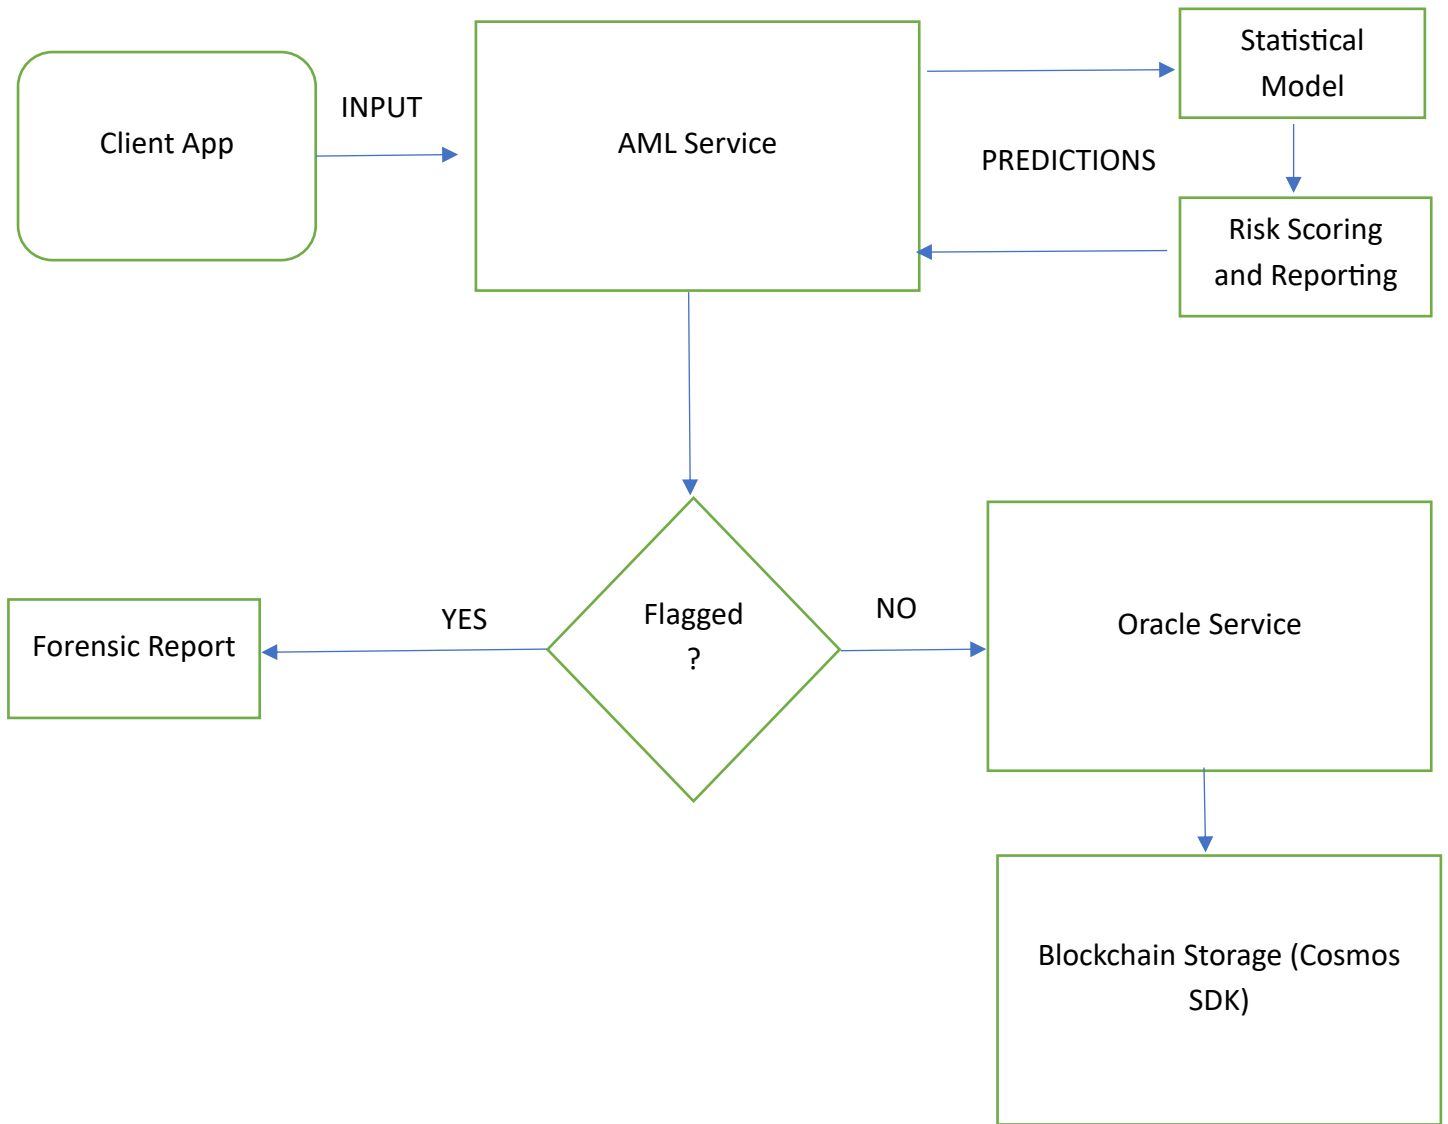 Statistical
Model
INPUT
Client App
AML Service
PREDICTIONS
Risk Scoring
and Reporting
YES
Flagged
?
NO
Oracle Service
Forensic Report
Blockchain Storage (Cosmos
SDK)